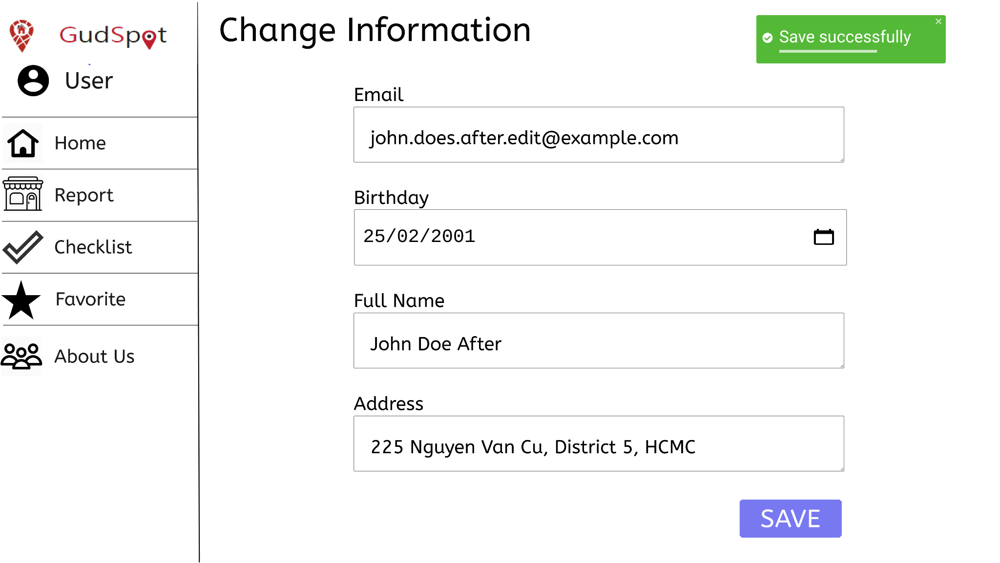 GudSpot
User
Home
Report
Checklist
Favorite
About Us
Change Information
Save successfully
Email
john.does.after.edit@example.com
Birthday
25/02/2001
Full Name
John Doe After
Address
225 Nguyen Van Cu, District 5, HCMC
SAVE